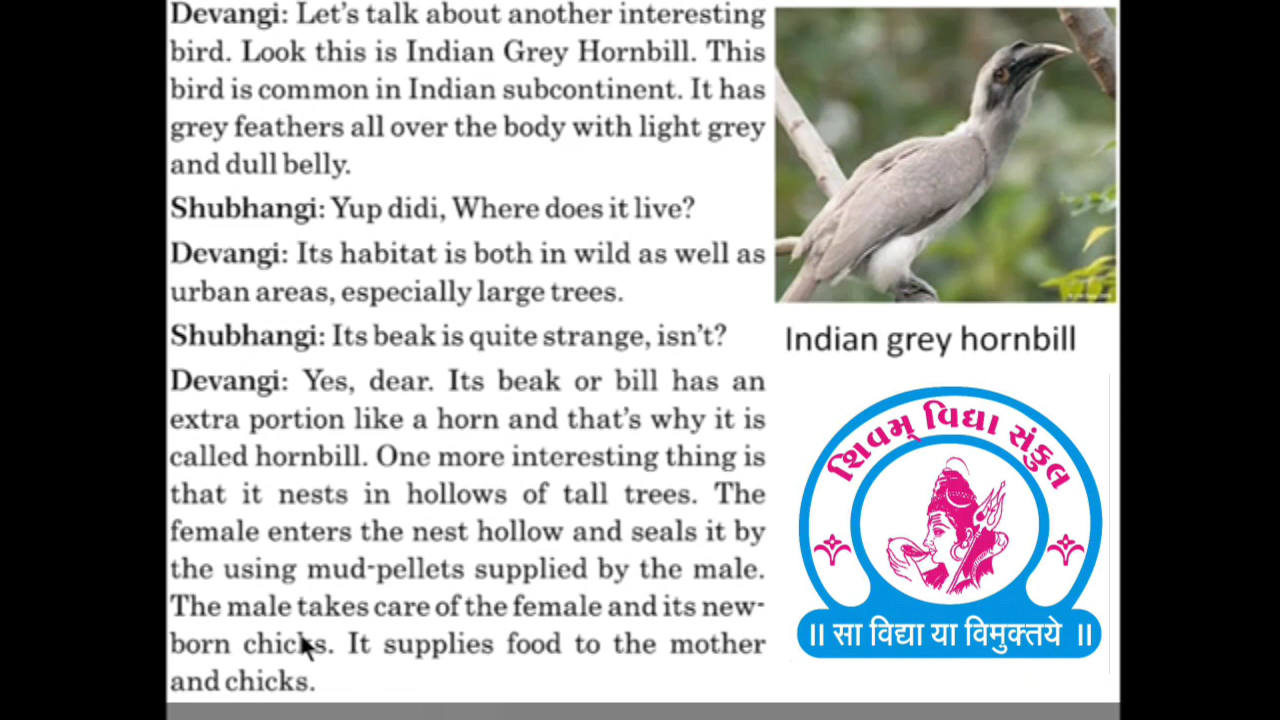 Devangi: Let's talk about another interesting
bird. Look this is Indian Grey Hornbill. This
bird is common in Indian subcontinent. It has
grey feathers all over the body with light grey
and dull belly.
Shubhangi: Yup didi, Where does it live?
Devangi: Its habitat is both in wild as well as
urban areas, especially large trees.
Shubhangi: Its beak is quite strange, isn't?
Devangi: Yes, dear. Its beak or bill has an
extra portion like a horn and that's why it is
called hornbill. One more interesting thing is
that it nests in hollows of tall trees. The
female enters the nest hollow and seals it by
the using mud-pellets supplied by the male.
The male takes care of the female and its new-
born chicks. It supplies food to the mother
and chicks.
Indian grey hornbill
શિવમ્ વિદ્યા સંકુલ
॥ सा विद्या या विमुक्तये ॥